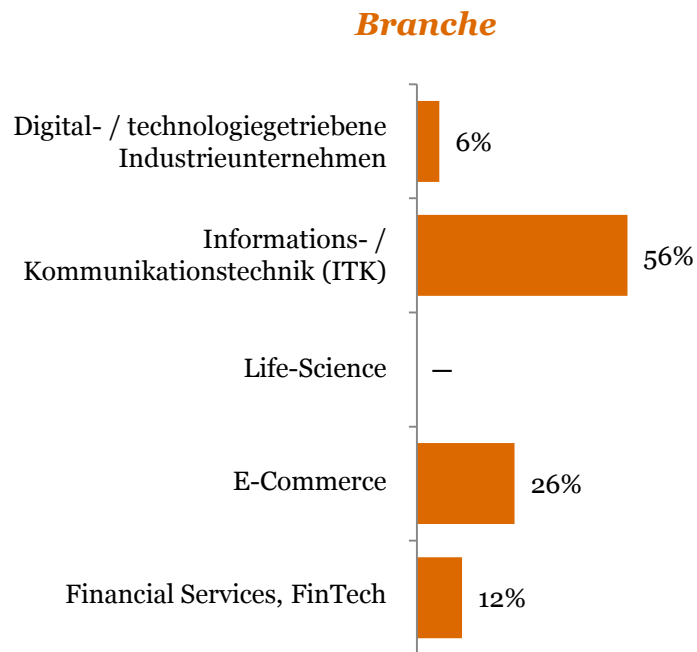 Branche
Digital- / technologiegetriebene
Industrieunternehmen
6%
Informations- /
Kommunikationstechnik (ITK)
56%
Life-Science
–
E-Commerce
26%
Financial Services, FinTech
12%